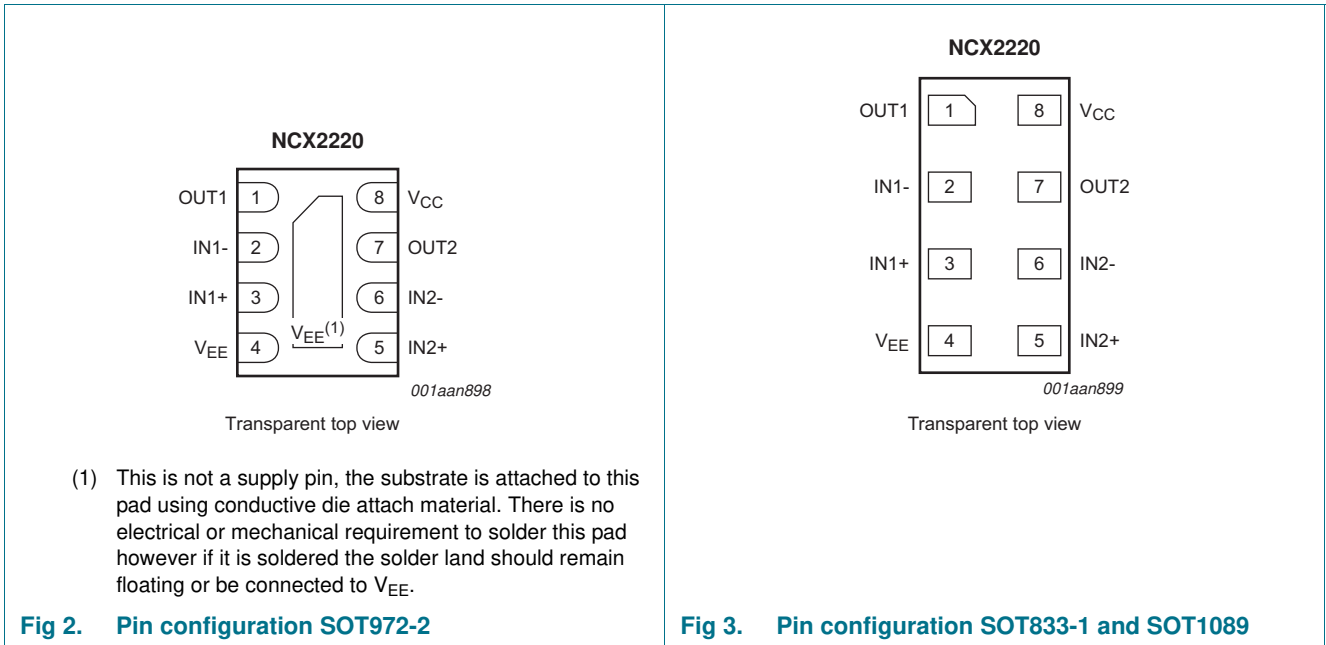 NCX2220
OUT1 1 8 VCC
IN1- 2 7 OUT2
IN1+ 3 6 IN2-
VEE 4 VEE(1) 5 IN2+
001aan898
Transparent top view
(1) This is not a supply pin, the substrate is attached to this
pad using conductive die attach material. There is no
electrical or mechanical requirement to solder this pad
however if it is soldered the solder land should remain
floating or be connected to VEE.
Fig 2. Pin configuration SOT972-2
NCX2220
OUT1 1 8 VCC
IN1- 2 7 OUT2
IN1+ 3 6 IN2-
VEE 4 5 IN2+
001aan899
Transparent top view
Fig 3. Pin configuration SOT833-1 and SOT1089